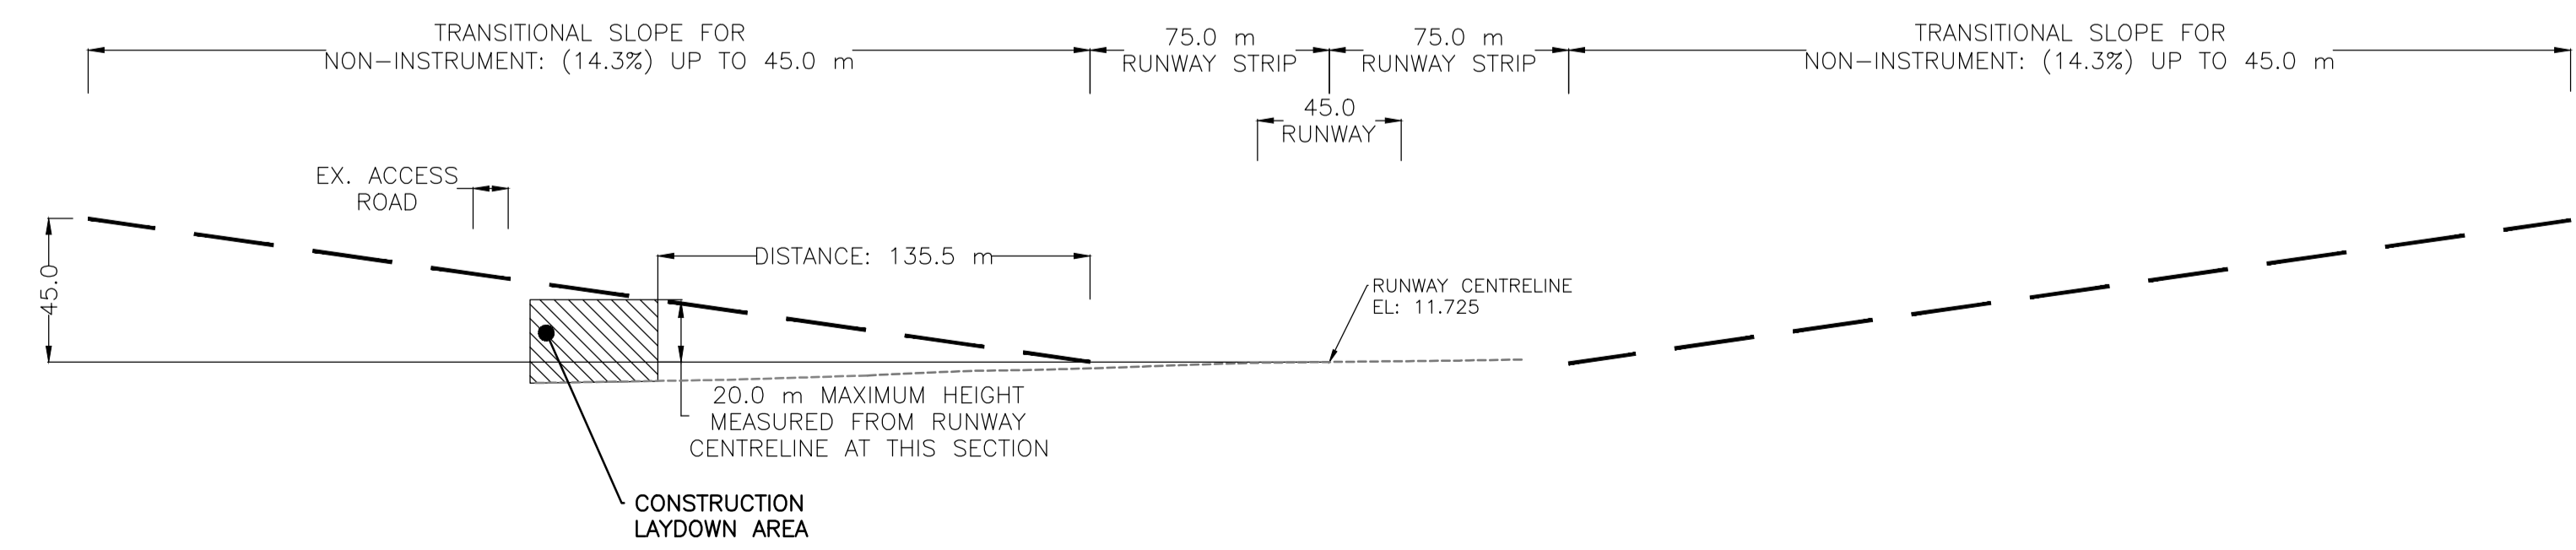 TRANSITIONAL SLOPE FOR
NON-INSTRUMENT: (14.3%) UP TO 45.0 m
75.0 m
RUNWAY STRIP
75.0 m
RUNWAY STRIP
TRANSITIONAL SLOPE FOR
NON-INSTRUMENT: (14.3%) UP TO 45.0 m
45.0
RUNWAY
EX. ACCESS
ROAD
45.0
DISTANCE: 135.5 m
RUNWAY CENTRELINE
EL: 11.725
20.0 m MAXIMUM HEIGHT
MEASURED FROM RUNWAY
CENTRELINE AT THIS SECTION
CONSTRUCTION
LAYDOWN AREA